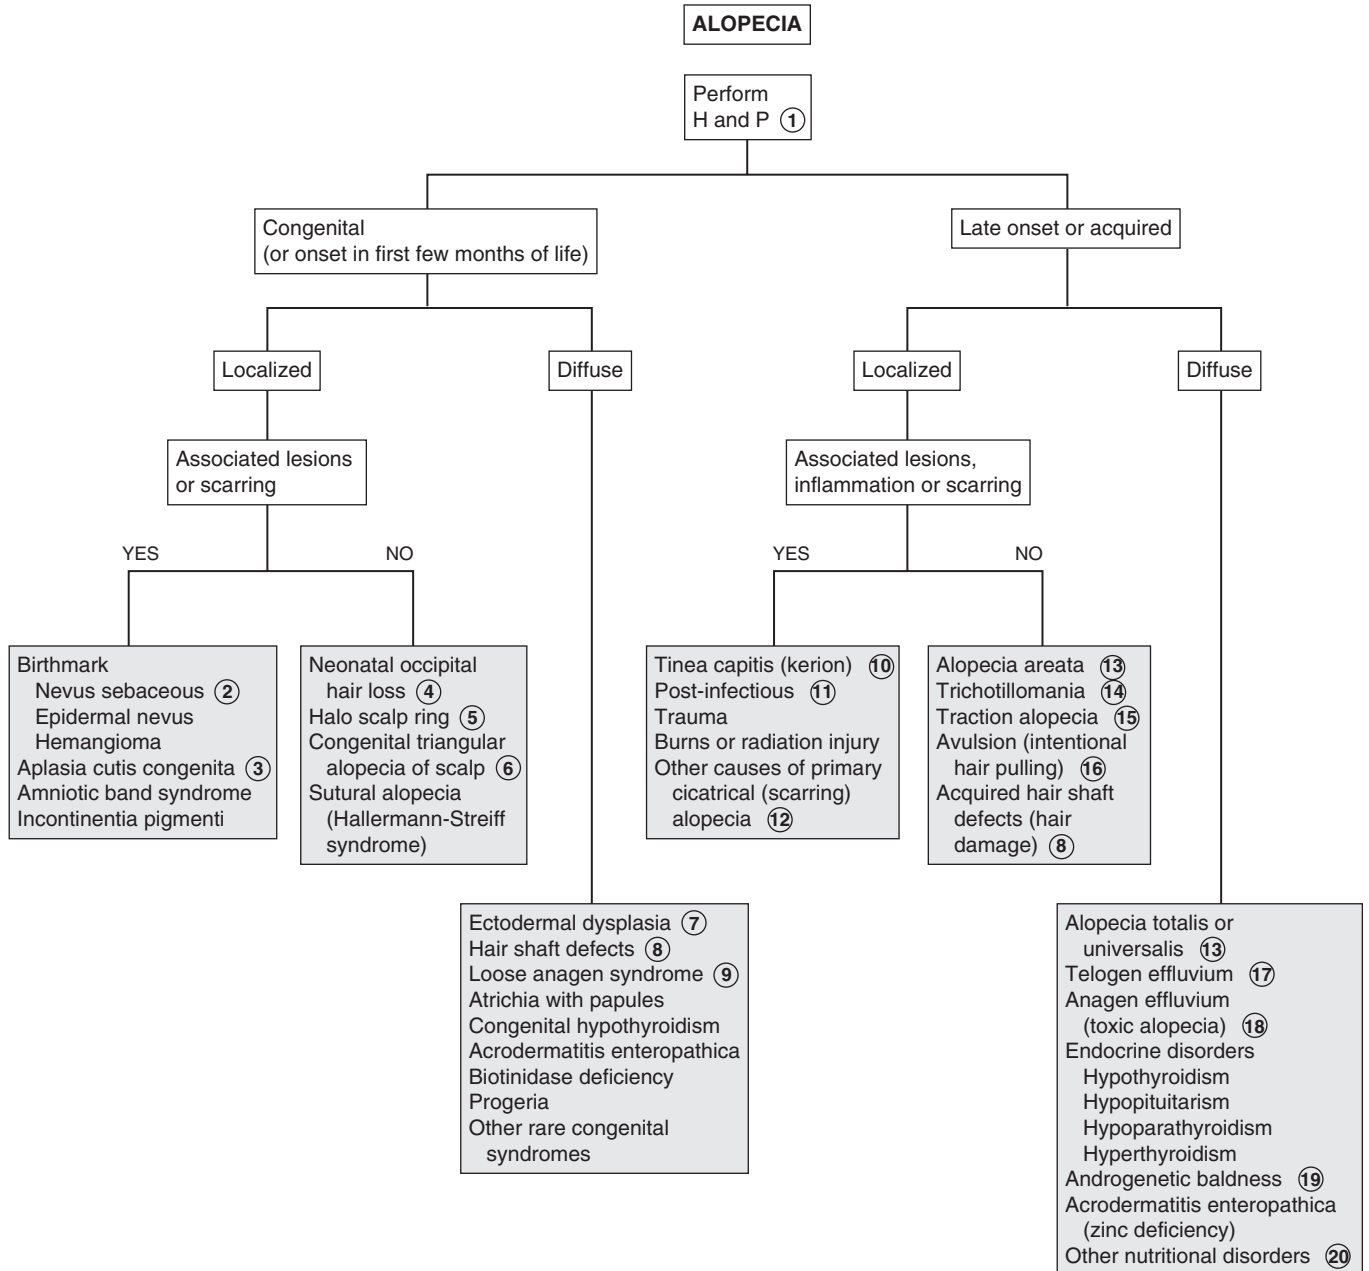 ALOPECIA
Perform
H and P 1
Congenital
(or onset in first few months of life)
Late onset or acquired
Localized
Diffuse
Localized
Diffuse
Associated lesions
or scarring
Associated lesions,
inflammation or scarring
YES
NO
YES
NO
Birthmark
Nevus sebaceous 2
Epidermal nevus
Hemangioma
Aplasia cutis congenita 3
Amniotic band syndrome
Incontinentia pigmenti
Neonatal occipital
hair loss 4
Halo scalp ring 5
Congenital triangular
alopecia of scalp 6
Sutural alopecia
(Hallermann-Streiff
syndrome)
Tinea capitis (kerion) 10
Post-infectious 11
Trauma
Burns or radiation injury
Other causes of primary
cicatrical (scarring)
alopecia 12
Alopecia areata 13
Trichotillomania 14
Traction alopecia 15
Avulsion (intentional
hair pulling) 16
Acquired hair shaft
defects (hair
damage) 8
Ectodermal dysplasia 7
Hair shaft defects 8
Loose anagen syndrome 9
Atrichia with papules
Congenital hypothyroidism
Acrodermatitis enteropathica
Biotinidase deficiency
Progeria
Other rare congenital
syndromes
Alopecia totalis or
universalis 13
Telogen effluvium 17
Anagen effluvium
(toxic alopecia) 18
Endocrine disorders
Hypothyroidism
Hypopituitarism
Hypoparathyroidism
Hyperthyroidism
Androgenetic baldness 19
Acrodermatitis enteropathica
(zinc deficiency)
Other nutritional disorders 20